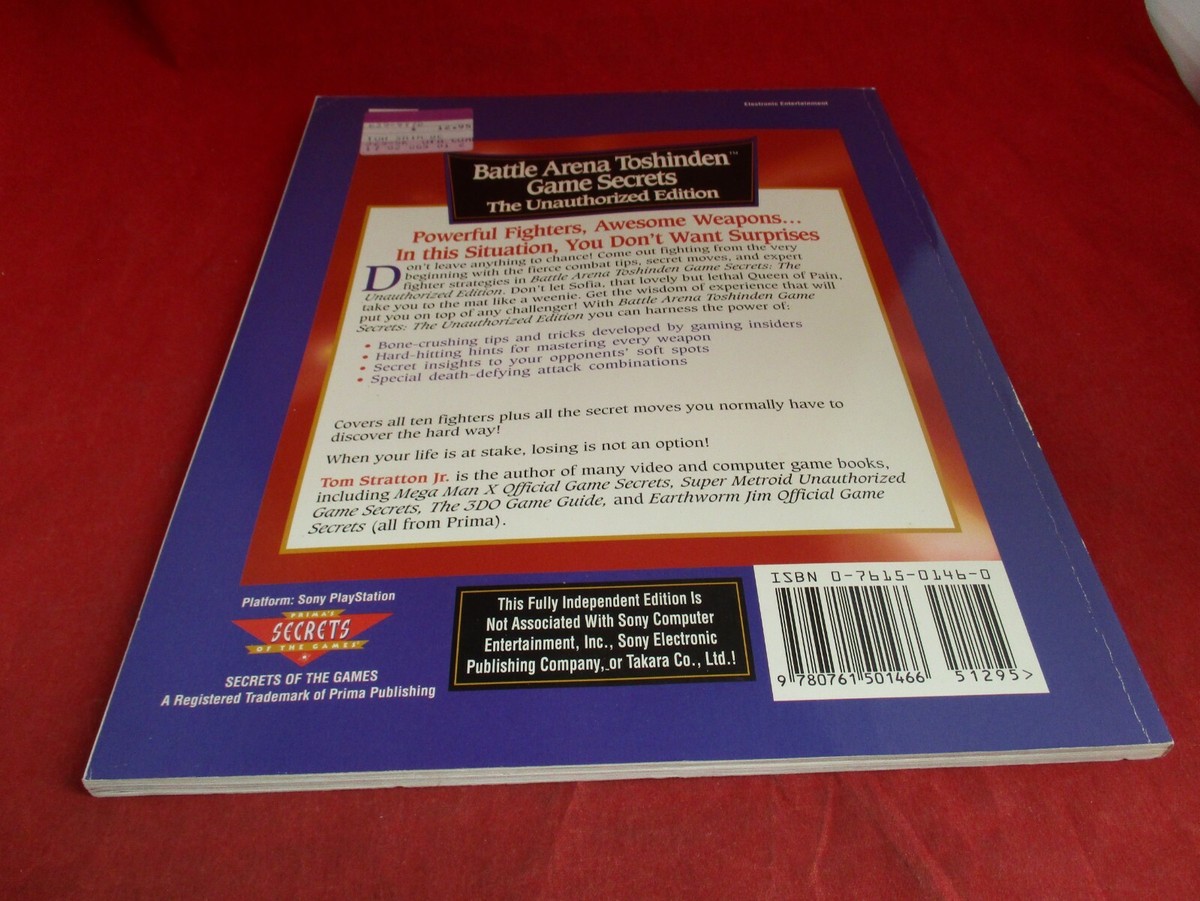 Electronic Entertainment
12.95
Battle Arena Toshinden™
Game Secrets
The Unauthorized Edition
Powerful Fighters, Awesome Weapons...
In this Situation, You Don't Want Surprises
Don't leave anything to chance! Come out fighting from the very
beginning with the fierce combat tips, secret moves, and expert
fighter strategies in Battle Arena Toshinden Game Secrets: The
Unauthorized Edition. Don't let Sofia, that lovely but lethal Queen of Pain,
take you to the mat like a weenie. Get the wisdom of experience that will
put you on top of any challenger! With Battle Arena Toshinden Game
Secrets: The Unauthorized Edition you can harness the power of:
• Bone-crushing tips and tricks developed by gaming insiders
• Hard-hitting hints for mastering every weapon
• Secret insights to your opponents' soft spots
• Special death-defying attack combinations
Covers all ten fighters plus all the secret moves you normally have to
discover the hard way!
When your life is at stake, losing is not an option!
Tom Stratton Jr. is the author of many video and computer game books,
including Mega Man X Official Game Secrets, Super Metroid Unauthorized
Game Secrets, The 3DO Game Guide, and Earthworm Jim Official Game
Secrets (all from Prima).
Platform: Sony PlayStation
PRIMA'S
SECRETS
OF THE GAMES®
SECRETS OF THE GAMES
A Registered Trademark of Prima Publishing
This Fully Independent Edition Is
Not Associated With Sony Computer
Entertainment, Inc., Sony Electronic
Publishing Company, or Takara Co., Ltd.!
ISBN 0-7615-0146-0
9 780761 501466
51295>